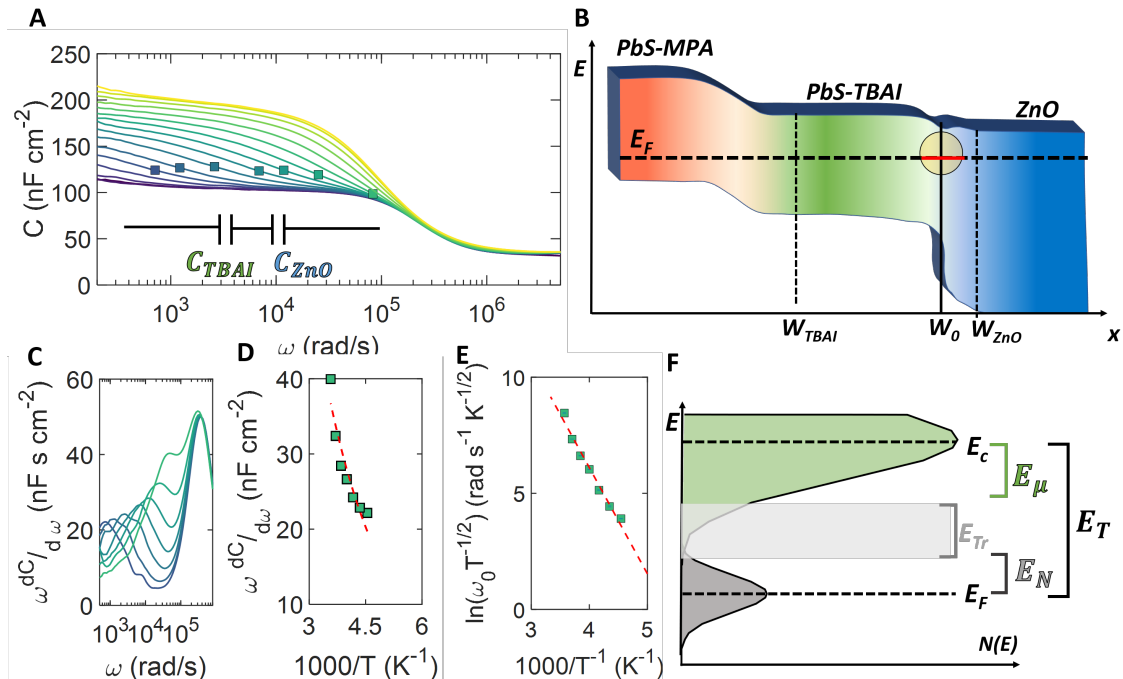 A
250
200
150
100
50
0
C (nF cm⁻²)
C_TBAI C_ZnO
10³ 10⁴ 10⁵ 10⁶
ω (rad/s)
B
E
PbS-MPA
PbS-TBAI
ZnO
E_F
W_TBAI W_0 W_ZnO x
C
60
40
20
0
ω dC/dω (nF s cm⁻²)
10³ 10⁴ 10⁵
ω (rad/s)
D
40
30
20
10
ω dC/dω (nF cm⁻²)
3 4.5 6
1000/T (K⁻¹)
E
10
5
0
ln(ω₀T⁻¹/²) (rad s⁻¹ K⁻¹/²)
3 4 5
1000/T⁻¹ (K⁻¹)
F
E
E_c
E_μ
E_T
E_Tr
E_N
E_F
N(E)